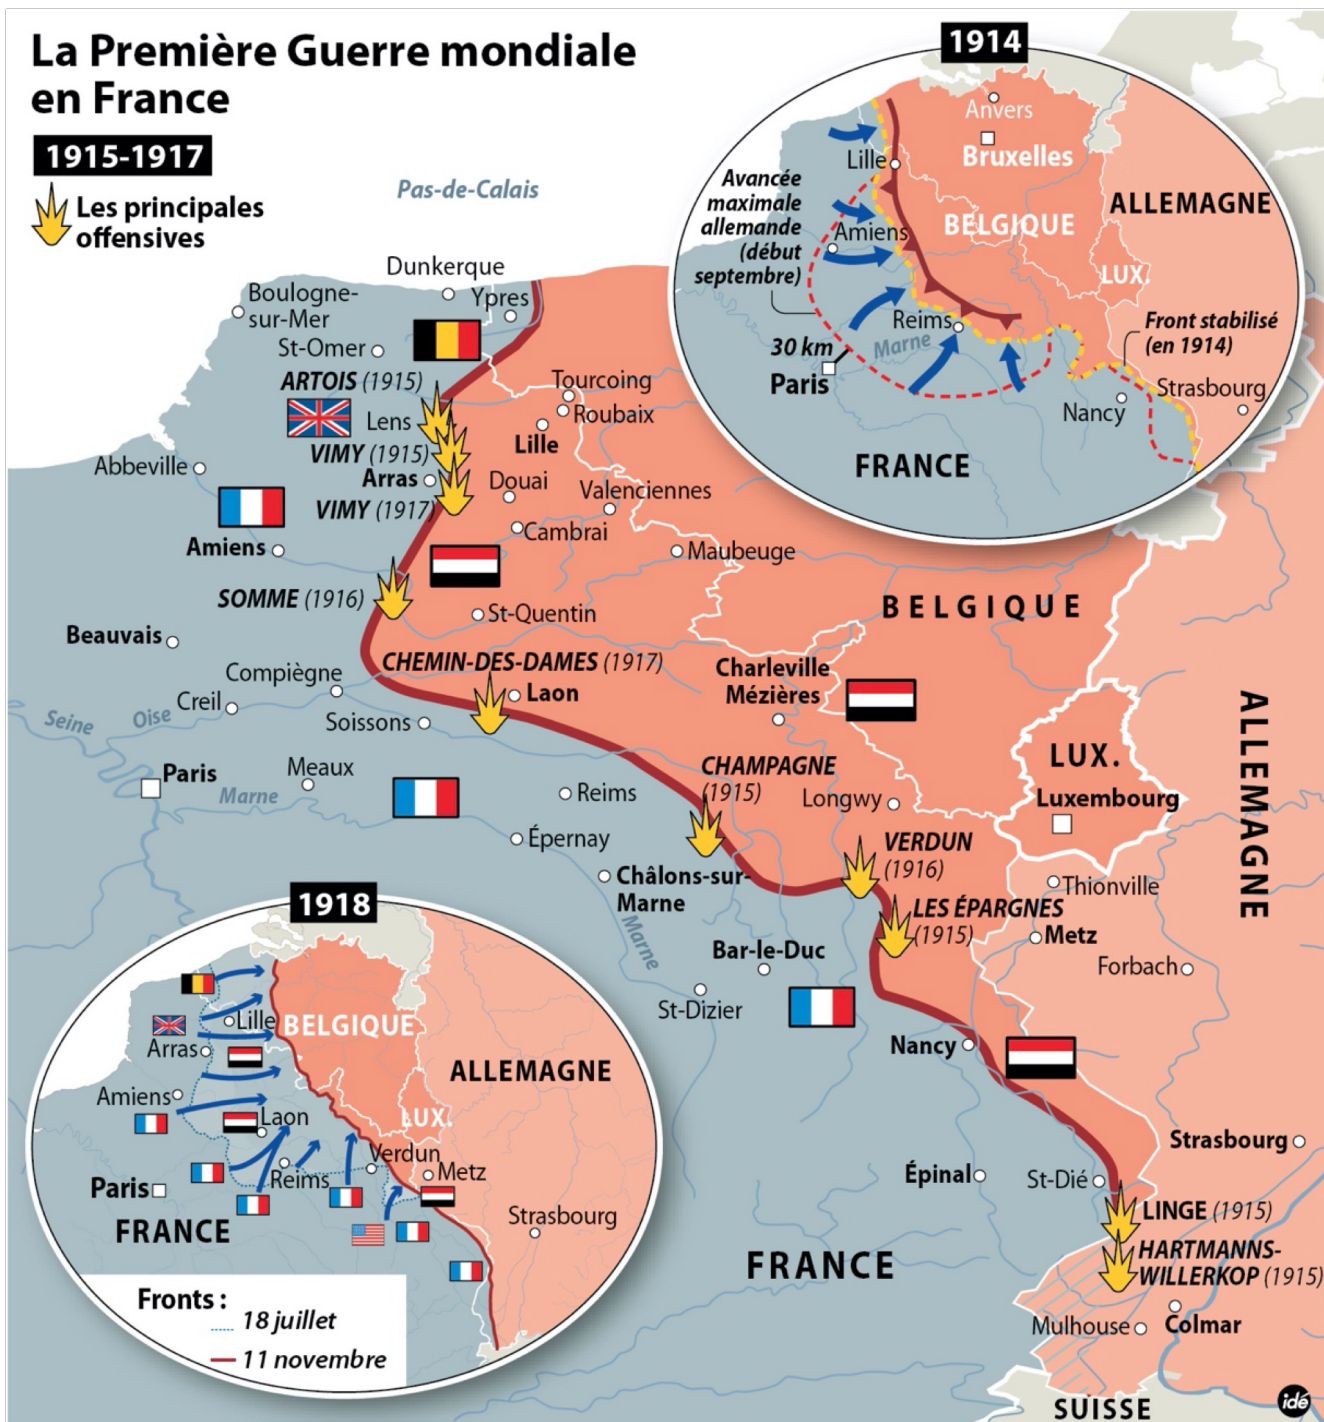 La Première Guerre mondiale
en France
1915-1917
Les principales
offensives
Pas-de-Calais
Dunkerque
Ypres
Boulogne-
sur-Mer
St-Omer
ARTOIS (1915)
Tourcoing
Roubaix
Lens
Lille
VIMY (1915)
Abbeville
Arras
Douai
Valenciennes
VIMY (1917)
Cambrai
Amiens
Maubeuge
SOMME (1916)
St-Quentin
BELGIQUE
Beauvais
CHEMIN-DES-DAMES (1917)
Charleville
Mézières
Compiègne
Laon
Creil
Soissons
Seine
Oise
ALLEMAGNE
LUX.
Luxembourg
Paris
Meaux
Marne
CHAMPAGNE
(1915)
Longwy
Reims
Épernay
VERDUN
(1916)
Châlons-sur-
Marne
Thionville
LES ÉPARGNES
(1915)
Metz
Marne
Bar-le-Duc
Forbach
St-Dizier
Nancy
Strasbourg
Épinal
St-Dié
LINGE (1915)
HARTMANNS-
WILLERKOP (1915)
FRANCE
Mulhouse
Colmar
SUISSE
idé
1914
Anvers
Bruxelles
Lille
Avancée
maximale
allemande
(début
septembre)
ALLEMAGNE
BELGIQUE
Amiens
LUX.
Reims
Marne
Front stabilisé
(en 1914)
30 km
Paris
Strasbourg
Nancy
FRANCE
1918
Lille
BELGIQUE
Arras
ALLEMAGNE
Amiens
Laon
LUX.
Verdun
Reims
Metz
Paris
FRANCE
Strasbourg
Fronts :
18 juillet
11 novembre